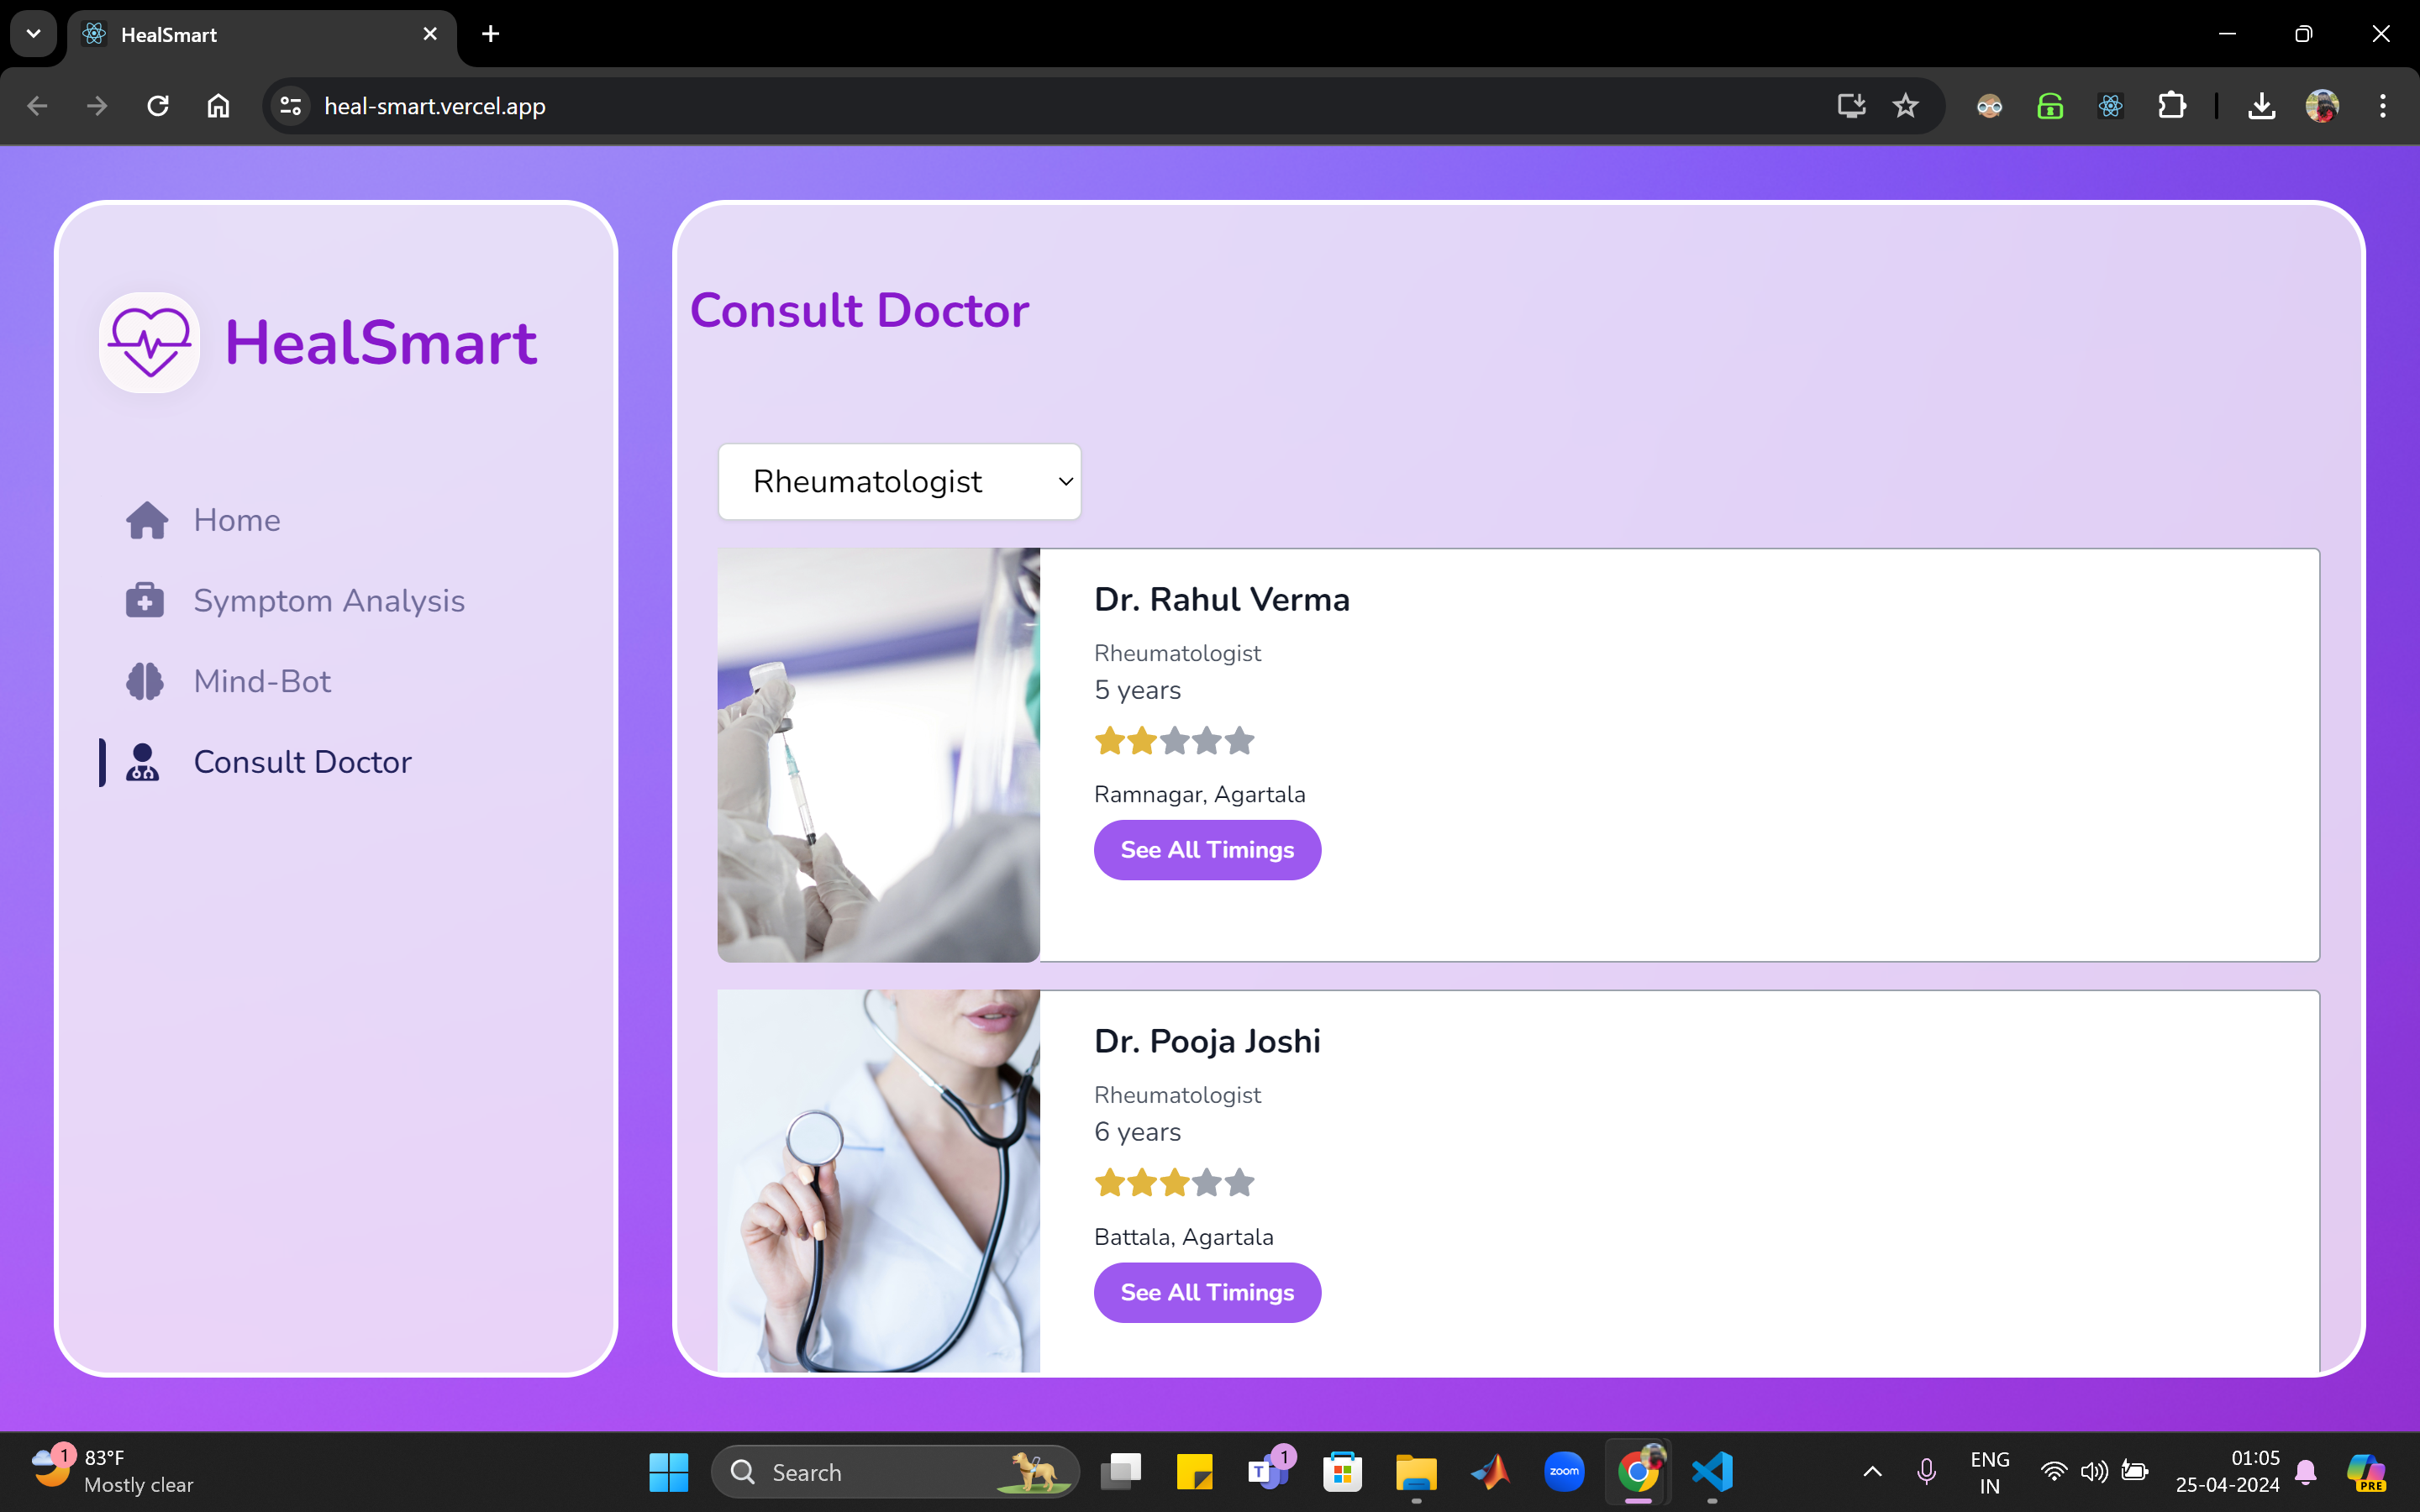 HealSmart
heal-smart.vercel.app
HealSmart
Home
Symptom Analysis
Mind-Bot
Consult Doctor
Consult Doctor
Rheumatologist
Dr. Rahul Verma
Rheumatologist
5 years
Ramnagar, Agartala
See All Timings
Dr. Pooja Joshi
Rheumatologist
6 years
Battala, Agartala
See All Timings
1
83°F
Mostly clear
Search
T
1
zoom
ENG
IN
01:05
25-04-2024
PRE